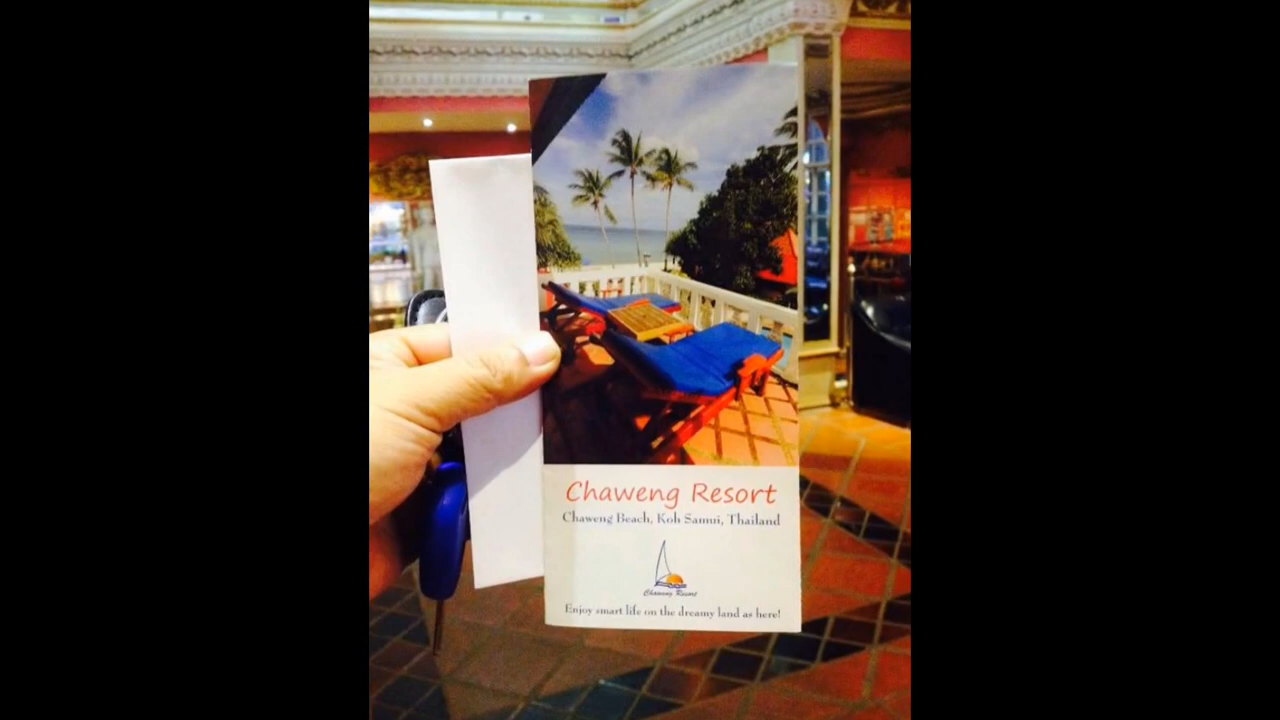 Chaweng Resort
Chaweng Beach, Koh Samui, Thailand
Chaweng Resort
Enjoy smart life on the dreamy land as here!